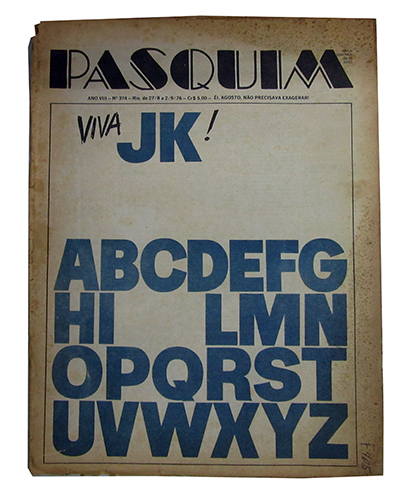 PASQUIM
ANO VIII - Nº 374 - Rio, de 27/8 a 2/9/76 - Cr$ 5,00 - Êi, AGOSTO, NÃO PRECISAVA EXAGERAR!
VIVA JK!
ABCDEFG
HI LMN
OPQRST
UVWXYZ